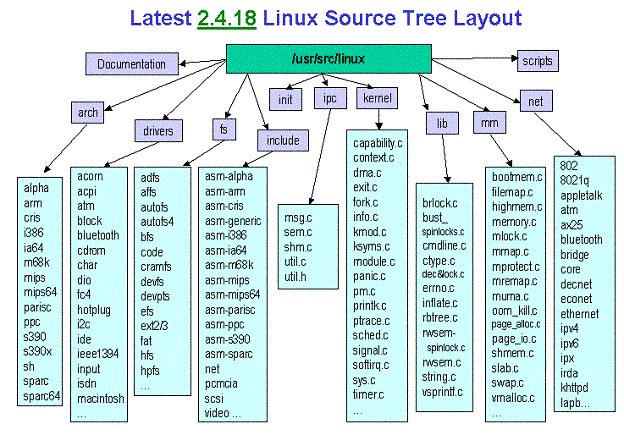 Latest 2.4.18 Linux Source Tree Layout
/usr/src/linux
Documentation
scripts
arch
drivers
fs
include
init
ipc
kernel
lib
mm
net
alpha
arm
cris
i386
ia64
m68k
mips
mips64
parisc
ppc
s390
s390x
sh
sparc
sparc64
acorn
acpi
atm
block
bluetooth
cdrom
char
dio
fc4
hotplug
i2c
ide
ieee1394
input
isdn
macintosh
...
adfs
affs
autofs
autofs4
bfs
code
cramfs
devfs
devpts
efs
ext2/3
fat
hfs
hpfs
...
asm-alpha
asm-arm
asm-cris
asm-generic
asm-i386
asm-ia64
asm-m68k
asm-mips
asm-mips64
asm-parisc
asm-ppc
asm-s390
asm-sparc
net
pcmcia
scsi
video ...
msg.c
sem.c
shm.c
util.c
util.h
capability.c
context.c
dma.c
exit.c
fork.c
info.c
kmod.c
ksyms.c
module.c
panic.c
pm.c
printk.c
ptrace.c
sched.c
signal.c
softirq.c
sys.c
timer.c
...
brlock.c
bust_
spinlocks.c
cmdline.c
ctype.c
dec&lock.c
errno.c
inflate.c
rbtree.c
rwsem-
spinlock.c
rwsem.c
string.c
vsprintf.c
bootmem.c
filemap.c
highmem.c
memory.c
mlock.c
mmap.c
mprotect.c
mremap.c
numa.c
oom_kill.c
page_alloc.c
page_io.c
shmem.c
slab.c
swap.c
vmalloc.c
...
802
8021q
appletalk
atm
ax25
bluetooth
bridge
core
decnet
econet
ethernet
ipv4
ipv6
ipx
irda
khttpd
lapb...